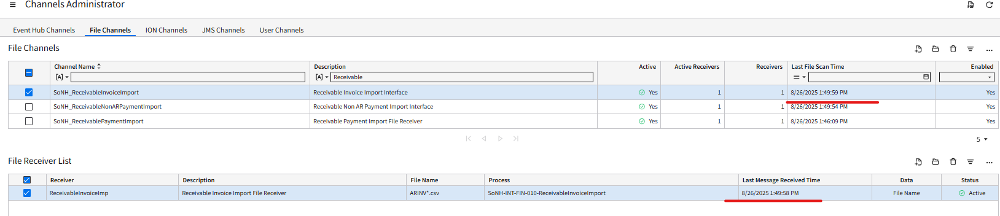 Channels Administrator
PDF
Event Hub Channels File Channels ION Channels JMS Channels User Channels
File Channels
Channel Name Description Active Active Receivers Receivers Last File Scan Time Enabled
[A] [A] Receivable =
SoNH_ReceivableInvoiceImport Receivable Invoice Import Interface Yes 1 1 8/26/2025 1:49:59 PM Yes
SoNH_ReceivableNonARPaymentImport Receivable Non AR Payment Import Interface Yes 1 1 8/26/2025 1:49:54 PM Yes
SoNH_ReceivablePaymentImport Receivable Payment Import File Receiver Yes 1 1 8/26/2025 1:46:09 PM Yes
5
File Receiver List
Receiver Description File Name Process Last Message Received Time Data Status
ReceivableInvoiceImp Receivable Invoice Import File Receiver ARINV*.csv SoNH-INT-FIN-010-ReceivableInvoiceImport 8/26/2025 1:49:58 PM File Name Active